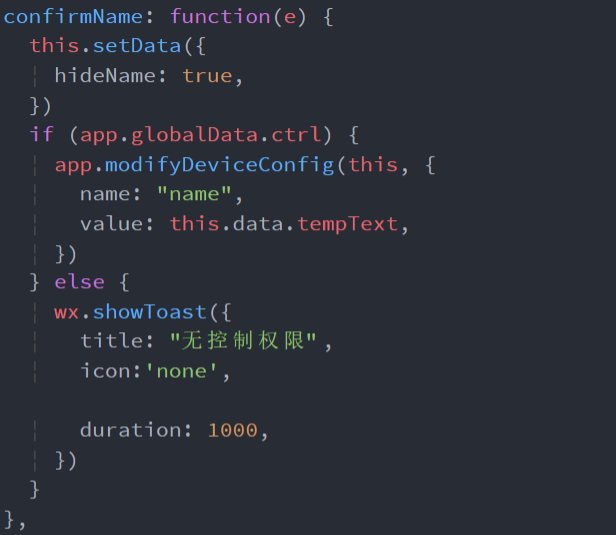 confirmName: function(e) {
this.setData({
hideName: true,
})
if (app.globalData.ctrl) {
app.modifyDeviceConfig(this, {
name: "name",
value: this.data.tempText,
})
} else {
wx.showToast({
title: "无控制权限",
icon:'none',
duration: 1000,
})
}
},